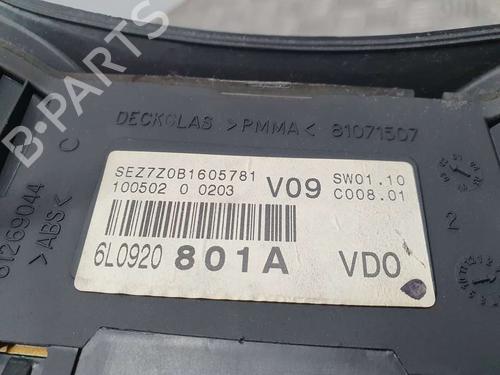 DECKGLAS >PMMA< 81071507
SEZ7Z0B1605781
100502 0 0203
V09
SW01.10
C008.01
6L0920 801A VDO
81269044
>ABS<
2
B-PARTS